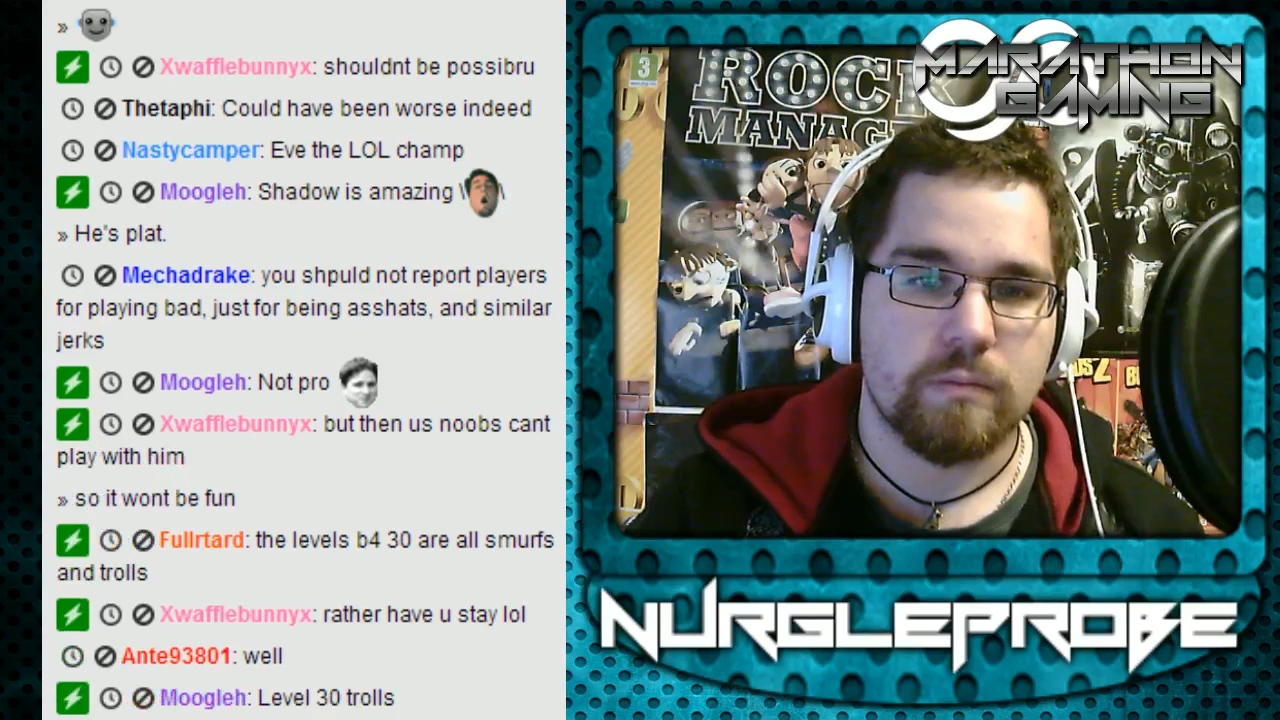 »
Xwafflebunnyx: shouldnt be possibru
Thetaphi: Could have been worse indeed
Nastycamper: Eve the LOL champ
Moogleh: Shadow is amazing \ \
» He's plat.
Mechadrake: you shpuld not report players
for playing bad, just for being asshats, and similar
jerks
Moogleh: Not pro
Xwafflebunnyx: but then us noobs cant
play with him
» so it wont be fun
Fullrtard: the levels b4 30 are all smurfs
and trolls
Xwafflebunnyx: rather have u stay lol
Ante93801: well
Moogleh: Level 30 trolls
MARATHON
GAMING
3
ROCK
MANAG
NURGLEPROBE